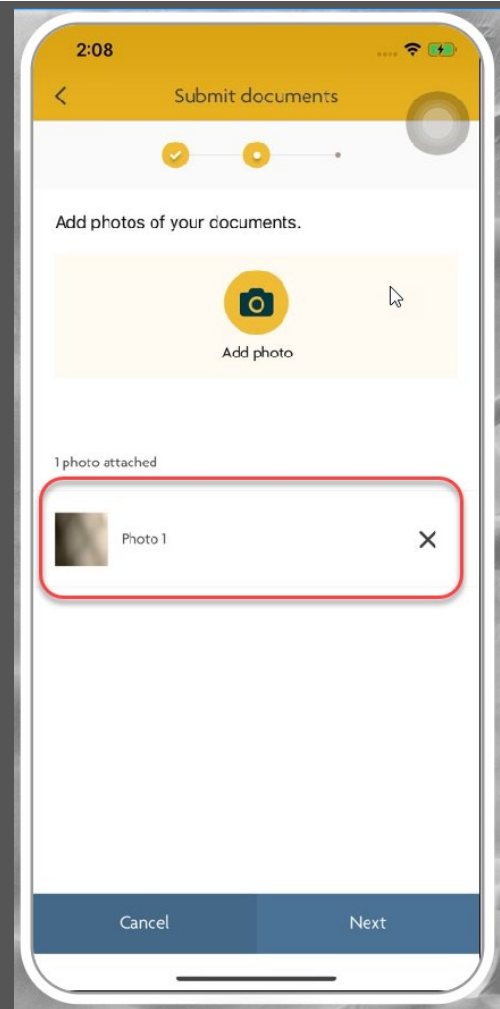 2:08
Submit documents
Add photos of your documents.
Add photo
1 photo attached
Photo 1
Cancel
Next